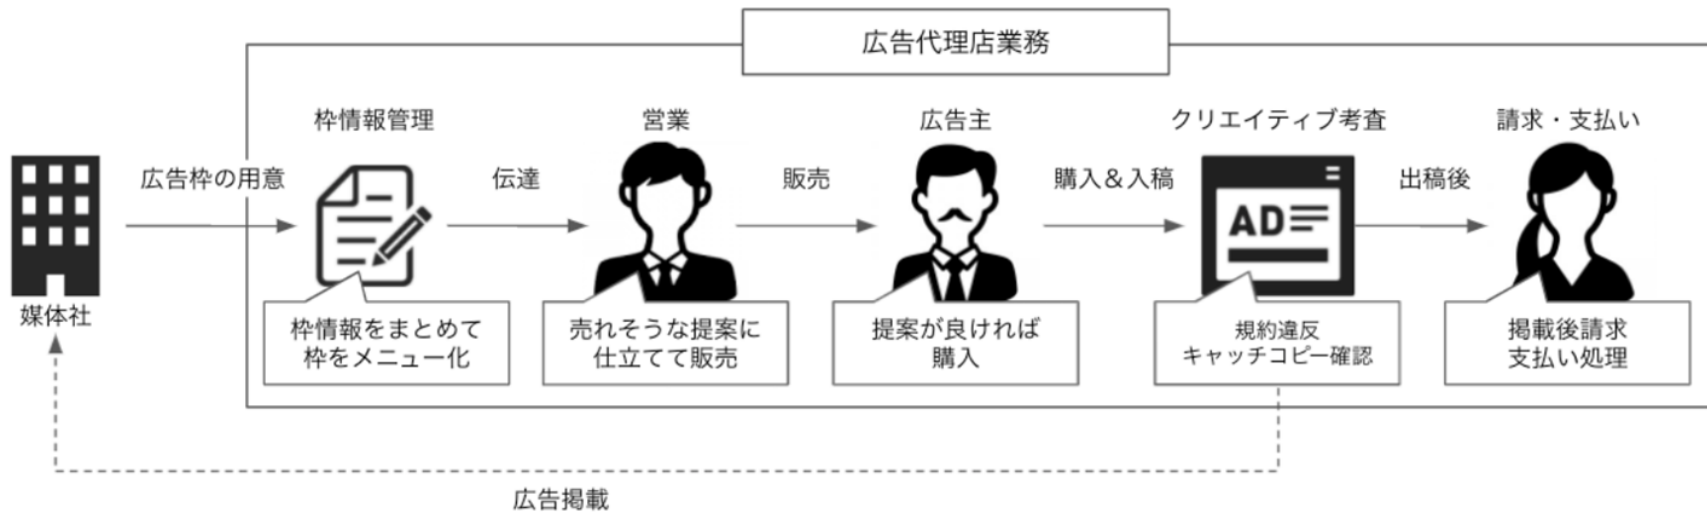 広告代理店業務
枠情報管理
営業
広告主
クリエイティブ考査
請求・支払い
広告枠の用意
伝達
販売
購入＆入稿
出稿後
AD
媒体社
枠情報をまとめて
枠をメニュー化
売れそうな提案に
仕立てて販売
提案が良ければ
購入
規約違反
キャッチコピー確認
掲載後請求
支払い処理
広告掲載